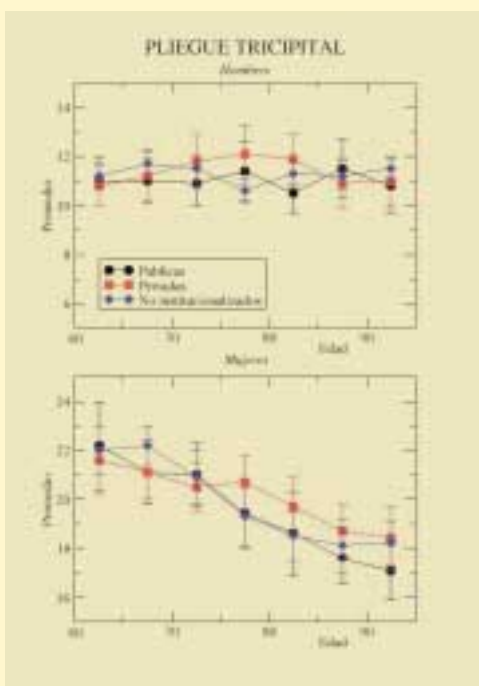 PLIEGUE TRICIPITAL
Hombres
14
12
10
8
6
Promedio
Públicas
Privadas
No institucionalizados
60
70
80
90
Edad
Mujeres
24
22
20
18
16
Promedio
60
70
80
90
Edad